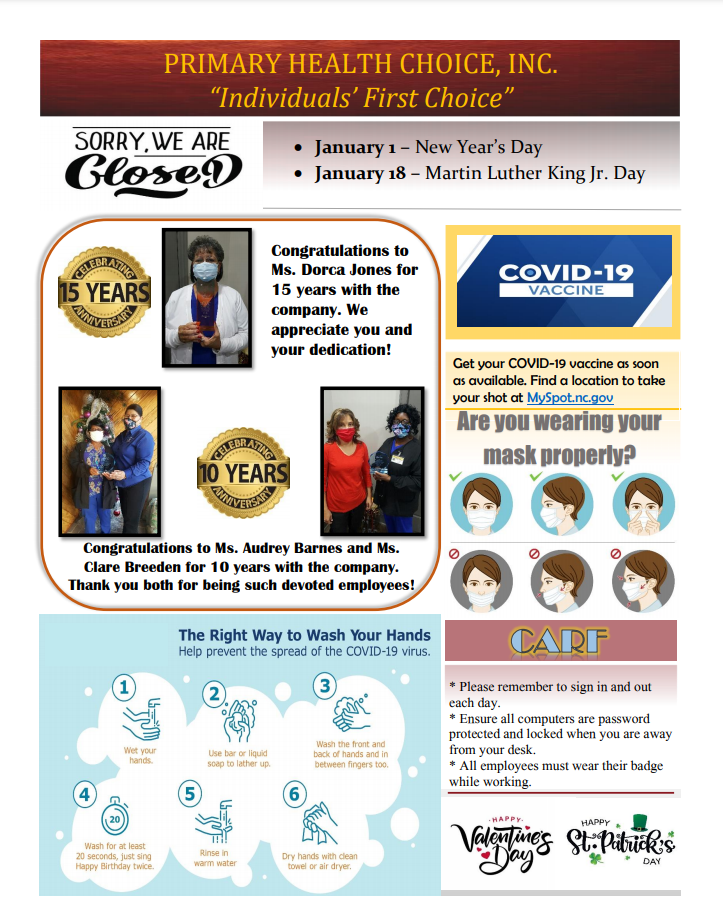 PRIMARY HEALTH CHOICE, INC.
“Individuals’ First Choice”
SORRY, WE ARE
CloseD
• January 1 – New Year’s Day
• January 18 – Martin Luther King Jr. Day
CELEBRATING
15 YEARS
ANNIVERSARY
Congratulations to
Ms. Dorca Jones for
15 years with the
company. We
appreciate you and
your dedication!
CELEBRATING
10 YEARS
ANNIVERSARY
Congratulations to Ms. Audrey Barnes and Ms.
Clare Breeden for 10 years with the company.
Thank you both for being such devoted employees!
COVID-19
VACCINE
Get your COVID-19 vaccine as soon
as available. Find a location to take
your shot at MySpot.nc.gov
Are you wearing your
mask properly?
The Right Way to Wash Your Hands
Help prevent the spread of the COVID-19 virus.
1
Wet your
hands.
2
Use bar or liquid
soap to lather up.
3
Wash the front and
back of hands and in
between fingers too.
4
20
Wash for at least
20 seconds, just sing
Happy Birthday twice.
5
Rinse in
warm water
6
Dry hands with clean
towel or air dryer.
CARF
* Please remember to sign in and out
each day.
* Ensure all computers are password
protected and locked when you are away
from your desk.
* All employees must wear their badge
while working.
HAPPY
Valentine's
Day
HAPPY
St. Patrick's
DAY